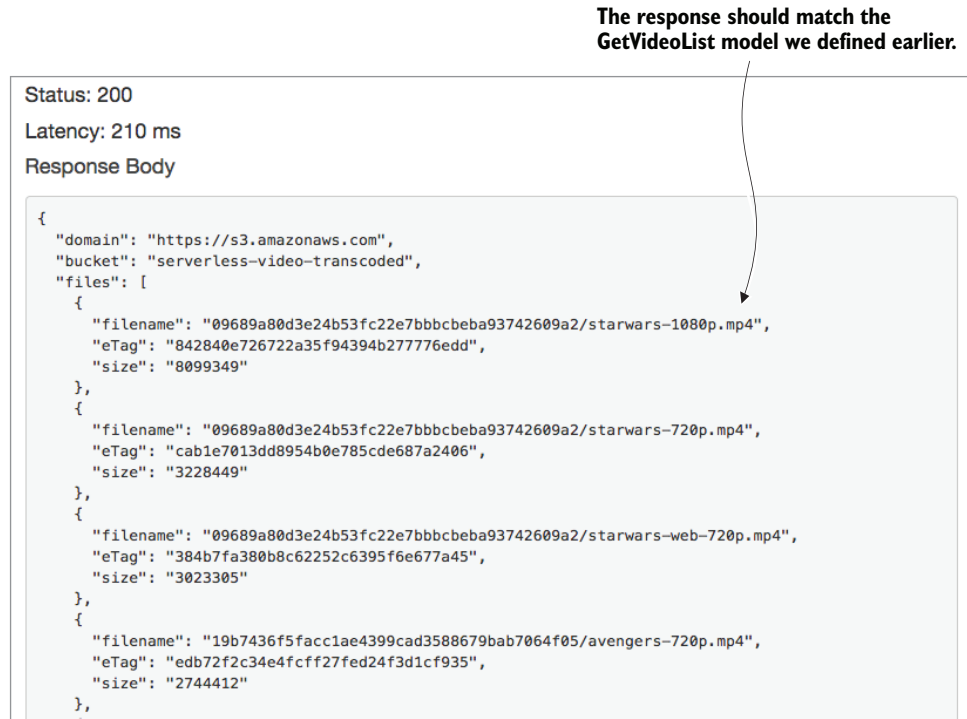 The response should match the
GetVideoList model we defined earlier.
Status: 200
Latency: 210 ms
Response Body
{
"domain": "https://s3.amazonaws.com",
"bucket": "serverless-video-transcoded",
"files": [
{
"filename": "09689a80d3e24b53fc22e7bbbcbeba93742609a2/starwars-1080p.mp4",
"eTag": "842840e726722a35f94394b277776edd",
"size": "8099349"
},
{
"filename": "09689a80d3e24b53fc22e7bbbcbeba93742609a2/starwars-720p.mp4",
"eTag": "cab1e7013dd8954b0e785cde687a2406",
"size": "3228449"
},
{
"filename": "09689a80d3e24b53fc22e7bbbcbeba93742609a2/starwars-web-720p.mp4",
"eTag": "384b7fa380b8c62252c6395f6e677a45",
"size": "3023305"
},
{
"filename": "19b7436f5facc1ae4399cad3588679bab7064f05/avengers-720p.mp4",
"eTag": "edb72f2c34e4fcff27fed24f3d1cf935",
"size": "2744412"
},